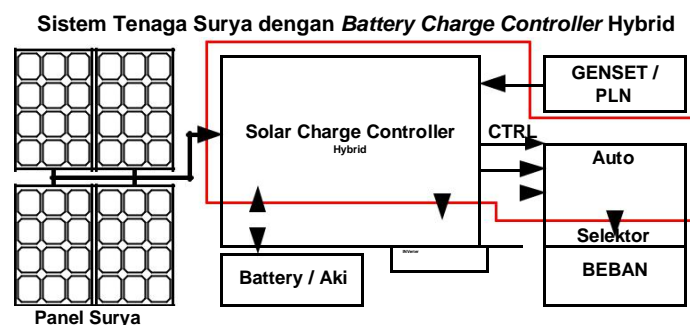 Sistem Tenaga Surya dengan Battery Charge Controller Hybrid
GENSET /
PLN
Solar Charge Controller
Hybrid
CTRL
Auto
Selektor
BEBAN
Battery / Aki
Panel Surya